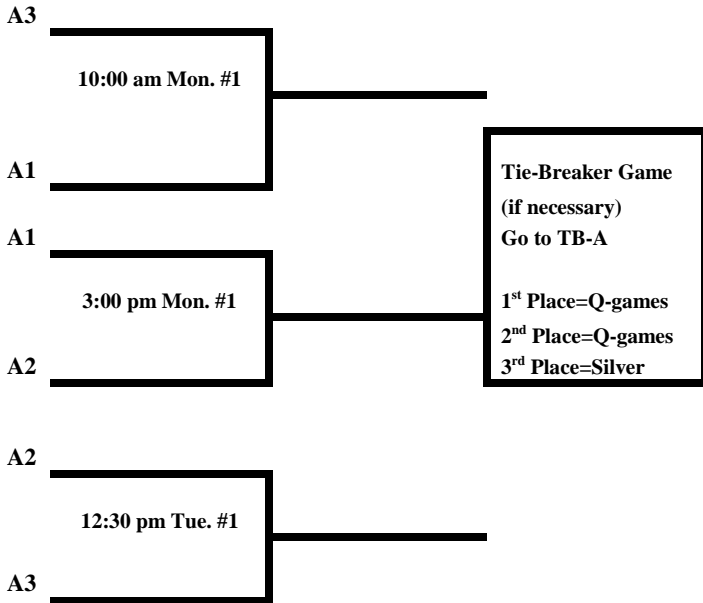 A3
10:00 am Mon. #1
A1
A1
3:00 pm Mon. #1
A2
A2
12:30 pm Tue. #1
A3
Tie-Breaker Game
(if necessary)
Go to TB-A
1st Place=Q-games
2nd Place=Q-games
3rd Place=Silver